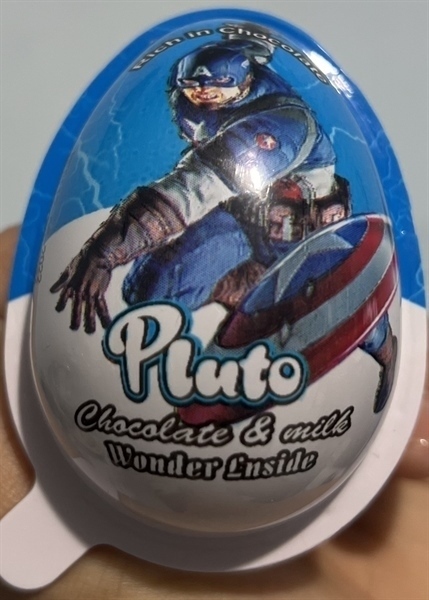 Rich in Chocolate
A
Pluto
Chocolate & milk
Wonder Enside